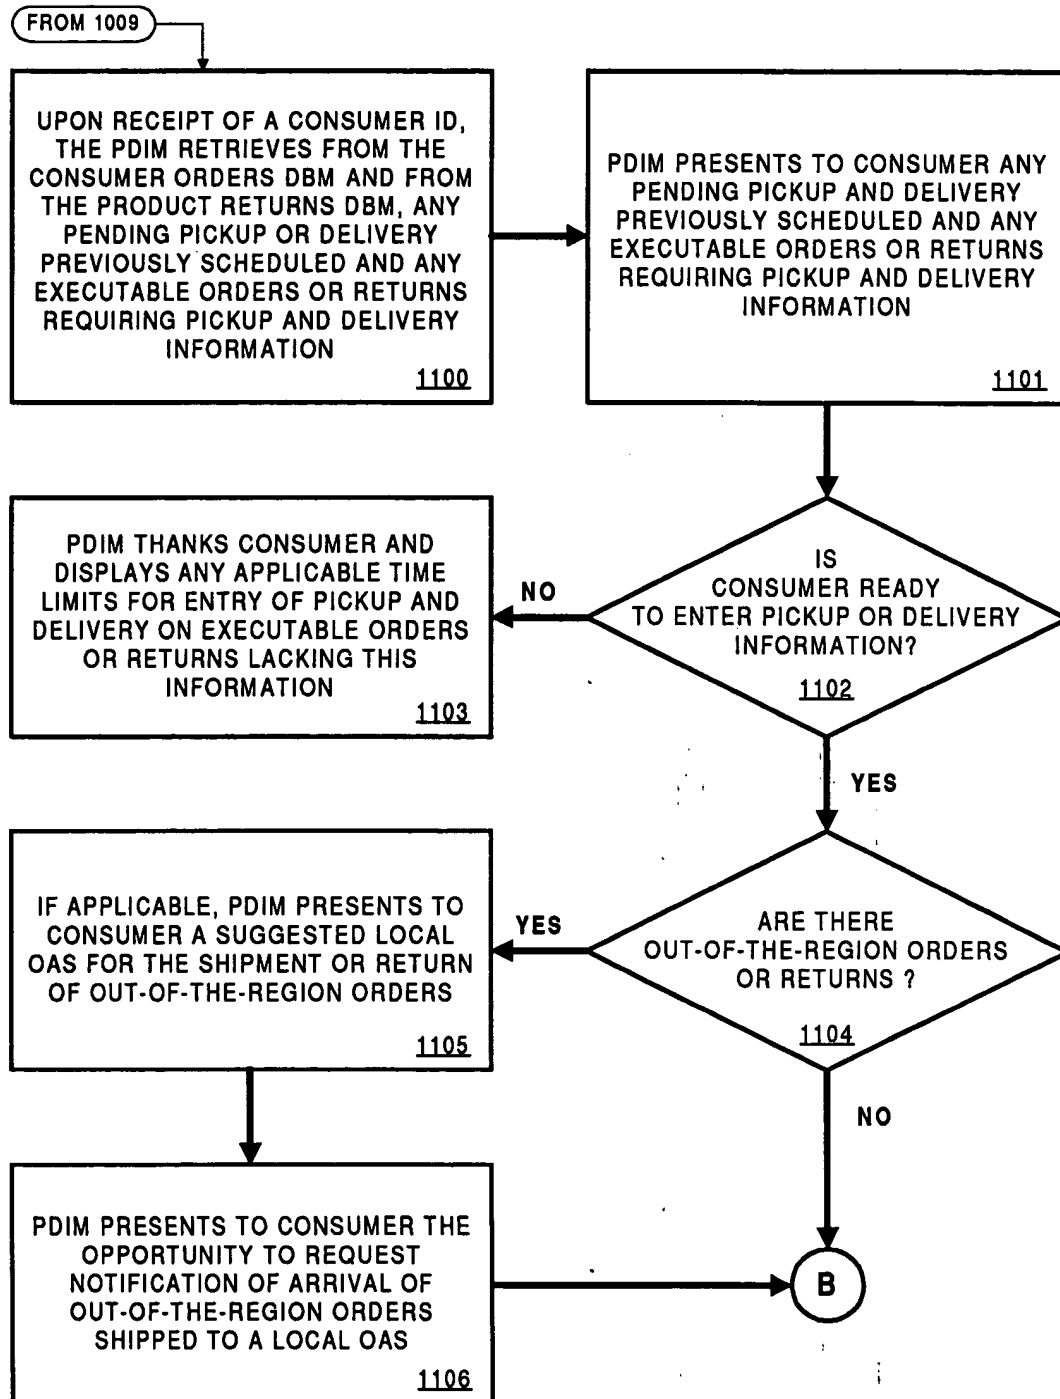 FROM 1009
UPON RECEIPT OF A CONSUMER ID,
THE PDIM RETRIEVES FROM THE
CONSUMER ORDERS DBM AND FROM
THE PRODUCT RETURNS DBM, ANY
PENDING PICKUP OR DELIVERY
PREVIOUSLY SCHEDULED AND ANY
EXECUTABLE ORDERS OR RETURNS
REQUIRING PICKUP AND DELIVERY
INFORMATION
1100
PDIM PRESENTS TO CONSUMER ANY
PENDING PICKUP AND DELIVERY
PREVIOUSLY SCHEDULED AND ANY
EXECUTABLE ORDERS OR RETURNS
REQUIRING PICKUP AND DELIVERY
INFORMATION
1101
IS
CONSUMER READY
TO ENTER PICKUP OR DELIVERY
INFORMATION?
1102
NO
PDIM THANKS CONSUMER AND
DISPLAYS ANY APPLICABLE TIME
LIMITS FOR ENTRY OF PICKUP AND
DELIVERY ON EXECUTABLE ORDERS
OR RETURNS LACKING THIS
INFORMATION
1103
YES
ARE THERE
OUT-OF-THE-REGION ORDERS
OR RETURNS ?
1104
YES
IF APPLICABLE, PDIM PRESENTS TO
CONSUMER A SUGGESTED LOCAL
OAS FOR THE SHIPMENT OR RETURN
OF OUT-OF-THE-REGION ORDERS
1105
NO
PDIM PRESENTS TO CONSUMER THE
OPPORTUNITY TO REQUEST
NOTIFICATION OF ARRIVAL OF
OUT-OF-THE-REGION ORDERS
SHIPPED TO A LOCAL OAS
1106
B